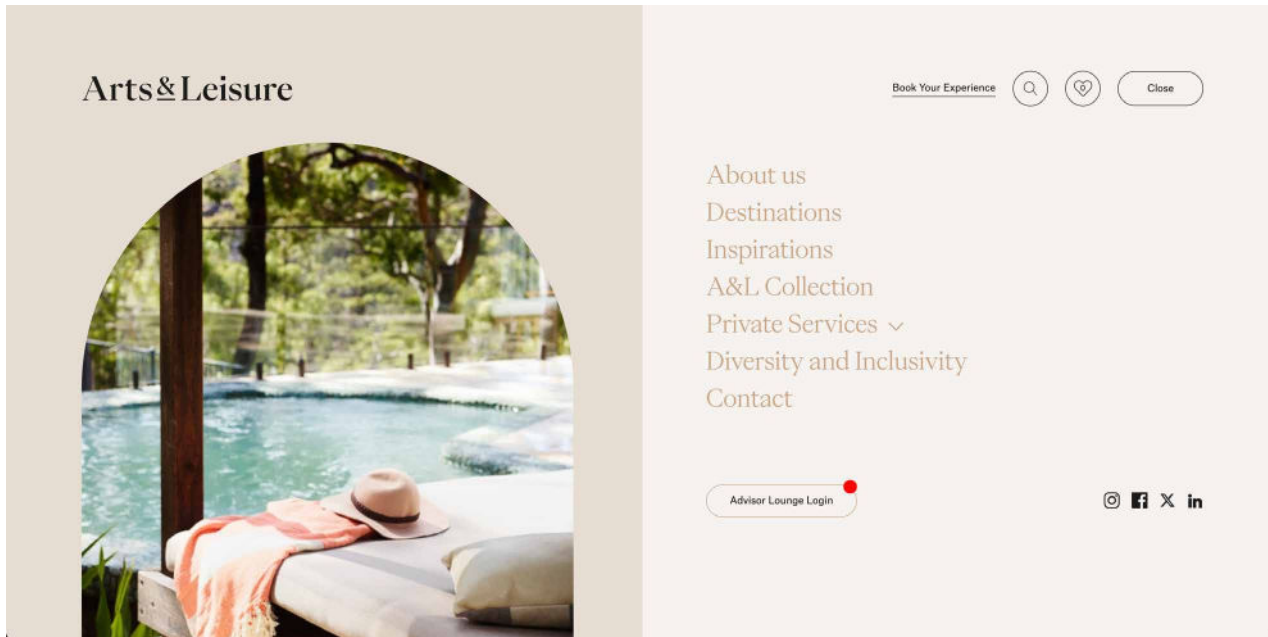 Arts&Leisure
Book Your Experience
0
Close
About us
Destinations
Inspirations
A&L Collection
Private Services
Diversity and Inclusivity
Contact
Advisor Lounge Login